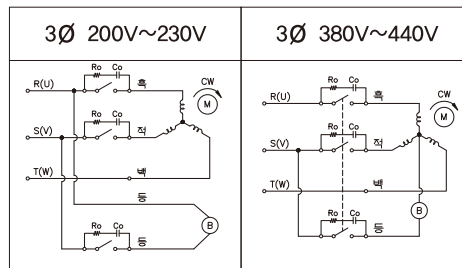 3Ø 200V~230V
Ro Co
R(U) 흑 CW
M
Ro Co
S(V) 적
T(W) 백
등
B
Ro Co
등
3Ø 380V~440V
Ro Co
R(U) 흑 CW
M
Ro Co
S(V) 적
T(W) 백
B
Ro Co
등